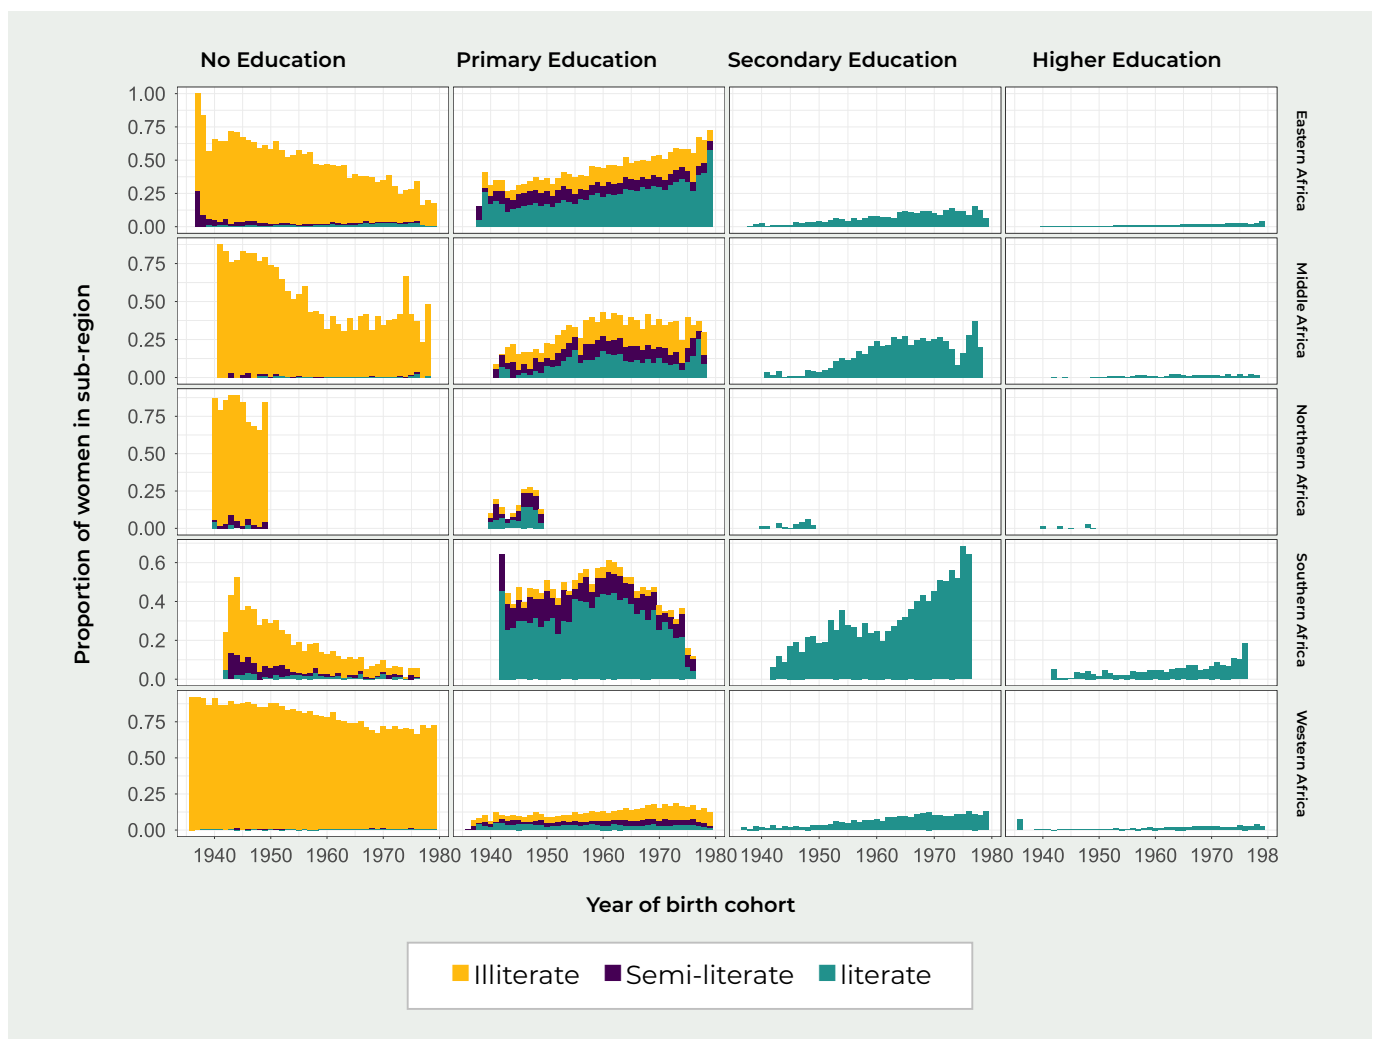 No Education Primary Education Secondary Education Higher Education
1.00
0.75
0.50
0.25
0.00
Eastern Africa
0.75
0.50
0.25
0.00
Middle Africa
0.75
0.50
0.25
0.00
Northern Africa
0.6
0.4
0.2
0.0
Southern Africa
0.75
0.50
0.25
0.00
Western Africa
Proportion of women in sub-region
1940 1950 1960 1970 1980 1940 1950 1960 1970 1980 1940 1950 1960 1970 1980 1940 1950 1960 1970 198
Year of birth cohort
Illiterate Semi-literate literate